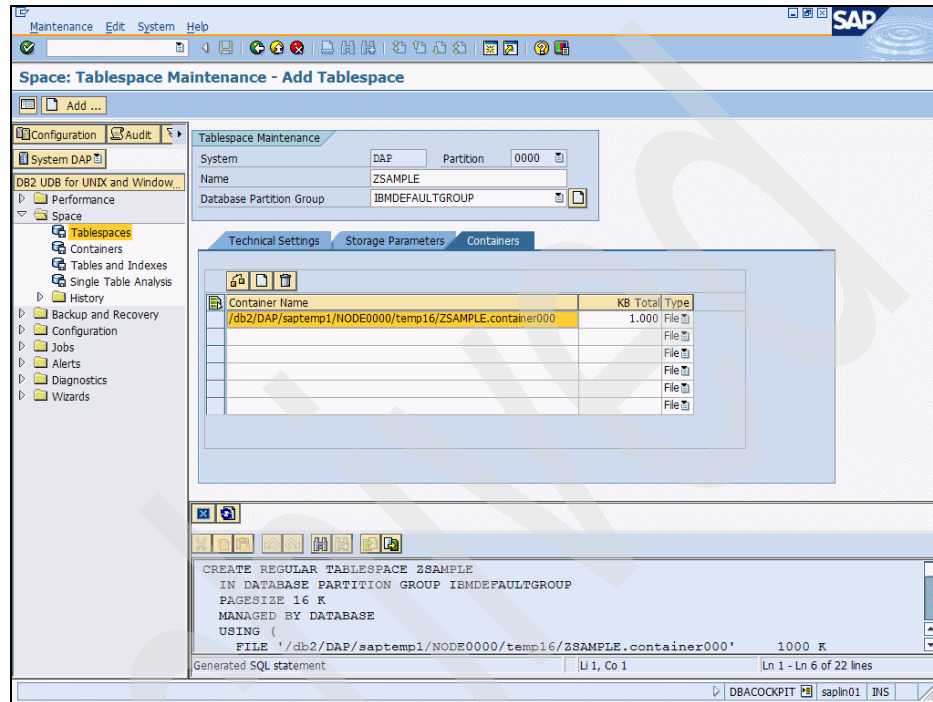 Maintenance Edit System Help
SAP
Space: Tablespace Maintenance - Add Tablespace
Add ...
Configuration Audit
System DAP
DB2 UDB for UNIX and Window...
Performance
Space
Tablespaces
Containers
Tables and Indexes
Single Table Analysis
History
Backup and Recovery
Configuration
Jobs
Alerts
Diagnostics
Wizards
Tablespace Maintenance
System DAP Partition 0000
Name ZSAMPLE
Database Partition Group IBMDEFAULTGROUP
Technical Settings Storage Parameters Containers
Container Name KB Total Type
/db2/DAP/saptemp1/NODE0000/temp16/ZSAMPLE.container000 1.000 File
File
File
File
File
File
CREATE REGULAR TABLESPACE ZSAMPLE
IN DATABASE PARTITION GROUP IBMDEFAULTGROUP
PAGESIZE 16 K
MANAGED BY DATABASE
USING (
FILE '/db2/DAP/saptemp1/NODE0000/temp16/ZSAMPLE.container000' 1000 K
Generated SQL statement Li 1, Co 1 Ln 1 - Ln 6 of 22 lines
DBACOCKPIT saplin01 INS